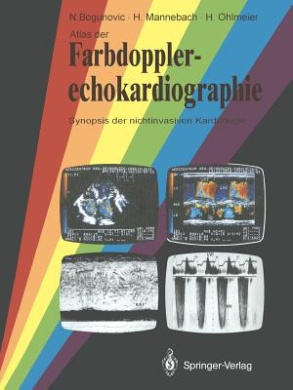 N.Bogunovic · H. Mannebach · H. Ohlmeier
Atlas der
Farbdoppler-
echokardiographie
Synopsis der nichtinvasiven Kardiologie
Springer-Verlag